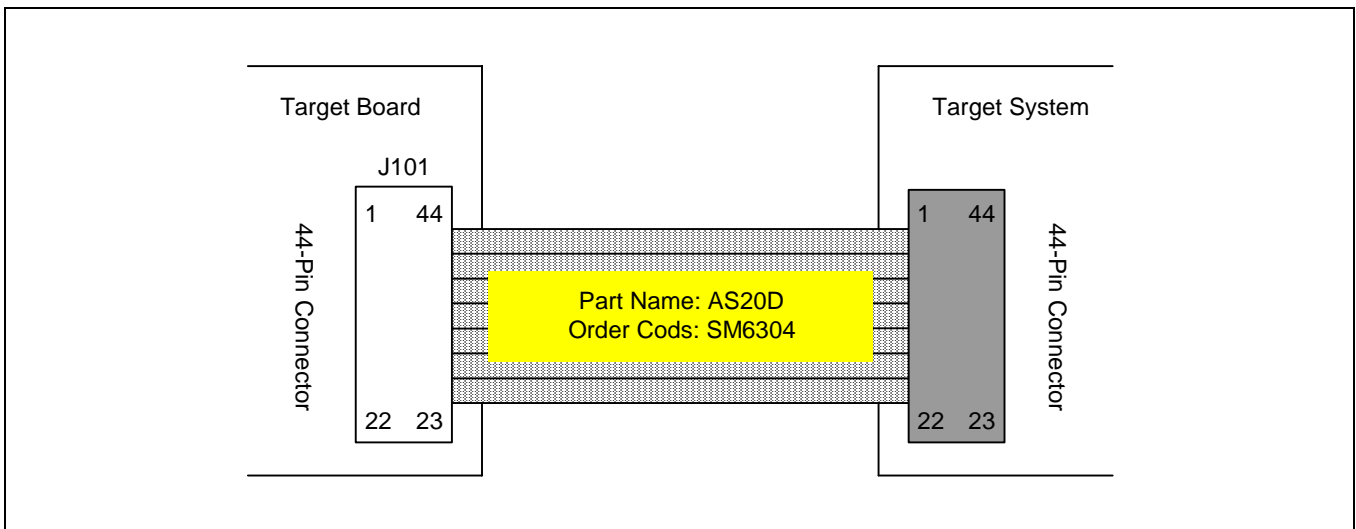 Target Board
Target System
J101
1 44
22 23
44-Pin Connector
Part Name: AS20D
Order Cods: SM6304
1 44
22 23
44-Pin Connector